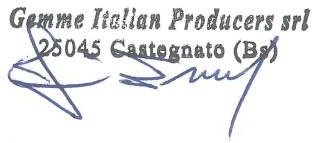 Gemme Italian Producers srl
25045 Castegnato (Bs)